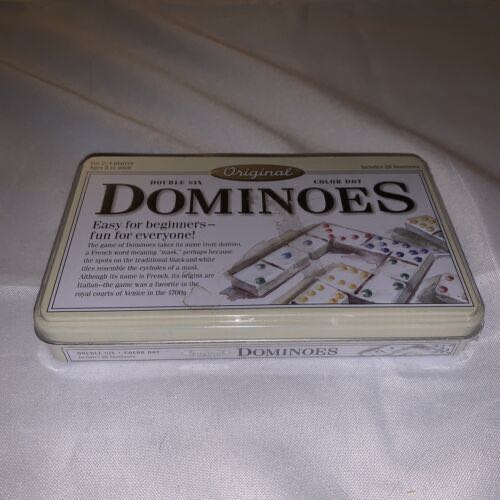 For 2-4 players
Ages 8 to adult
Original
Includes 28 Dominoes
DOUBLE SIX
COLOR DOT
DOMINOES
Easy for beginners–
fun for everyone!
The game of Dominoes takes its name from domino,
a French word meaning "mask," perhaps because
the spots on the traditional black-and-white
tiles resemble the eyeholes of a mask.
Although its name is French, its origins are
Italian–the game was a favorite in the
royal courts of Venice in the 1700s.
DOUBLE SIX • COLOR DOT
Includes 28 Dominoes
Original
DOMINOES